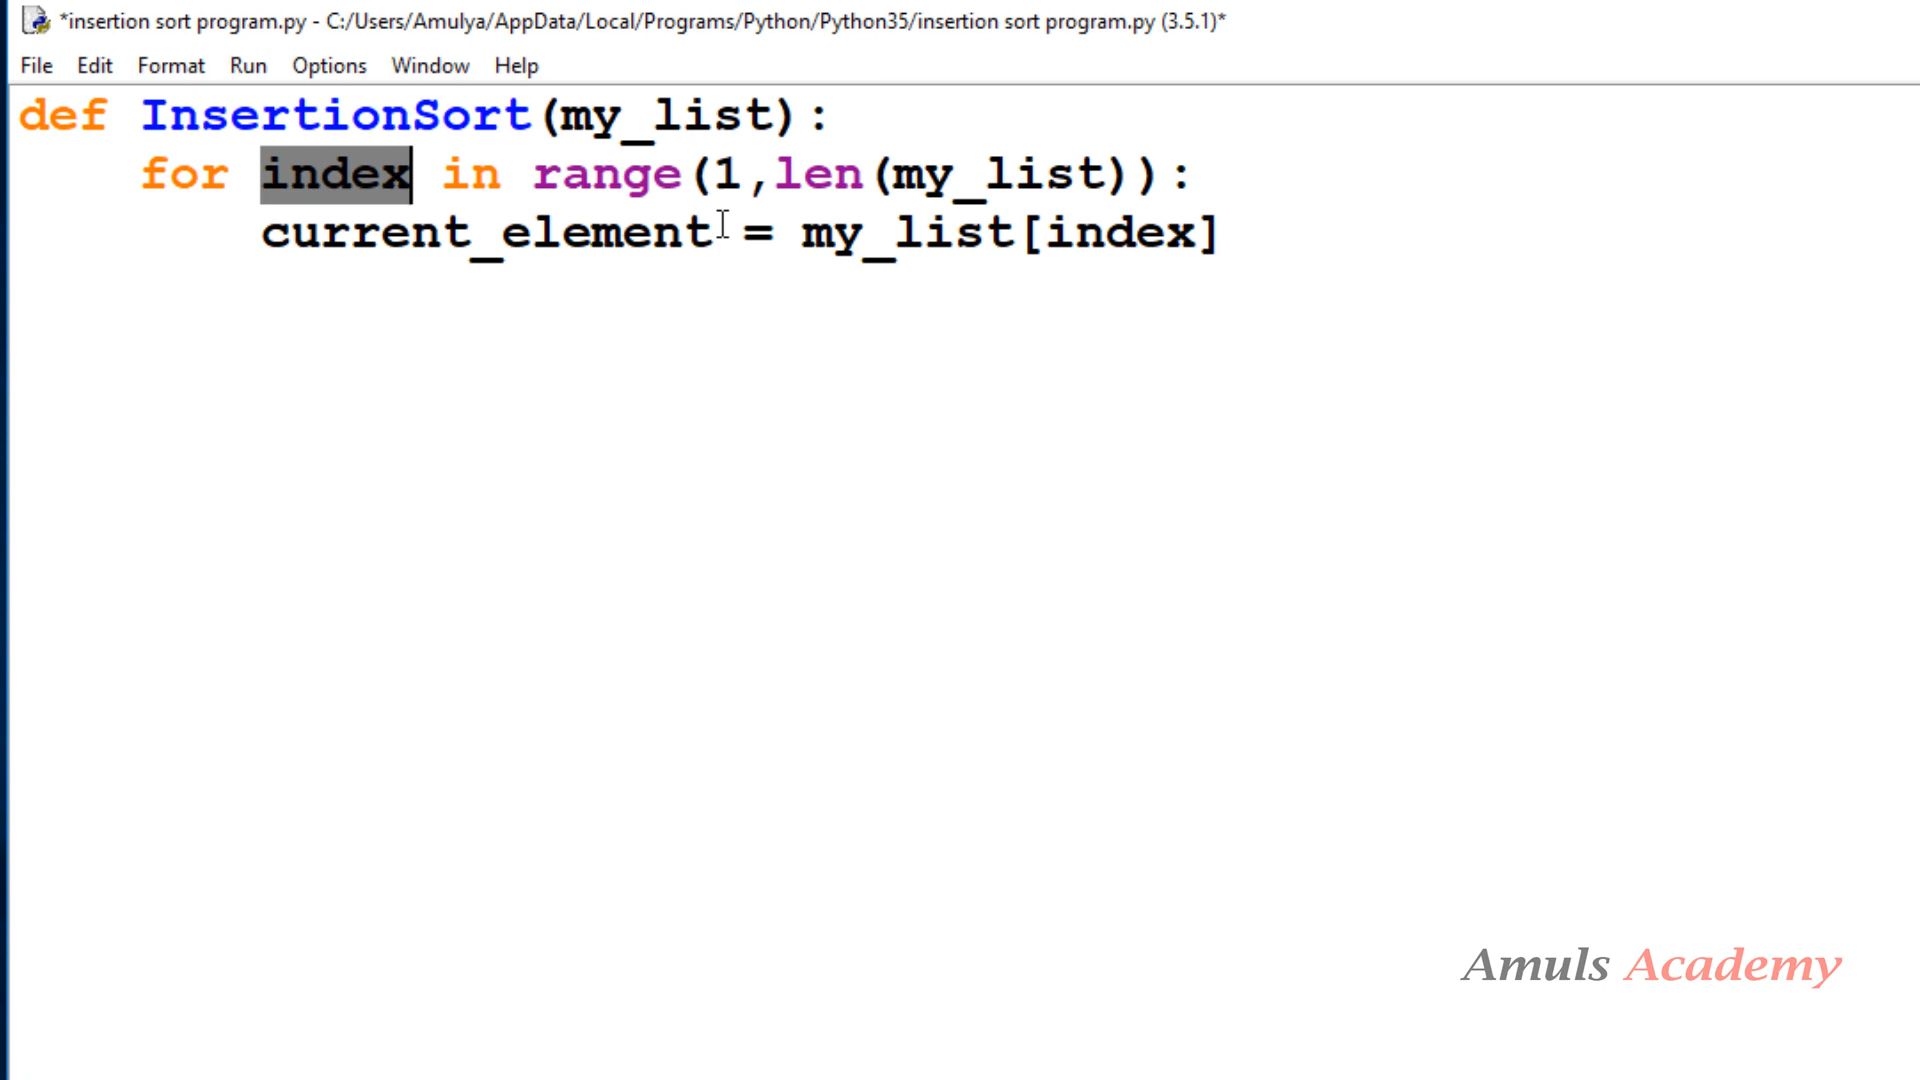 *insertion sort program.py - C:/Users/Amulya/AppData/Local/Programs/Python/Python35/insertion sort program.py (3.5.1)*
File Edit Format Run Options Window Help
def InsertionSort(my_list):
    for index in range(1,len(my_list)):
        current_element = my_list[index]
Amuls Academy